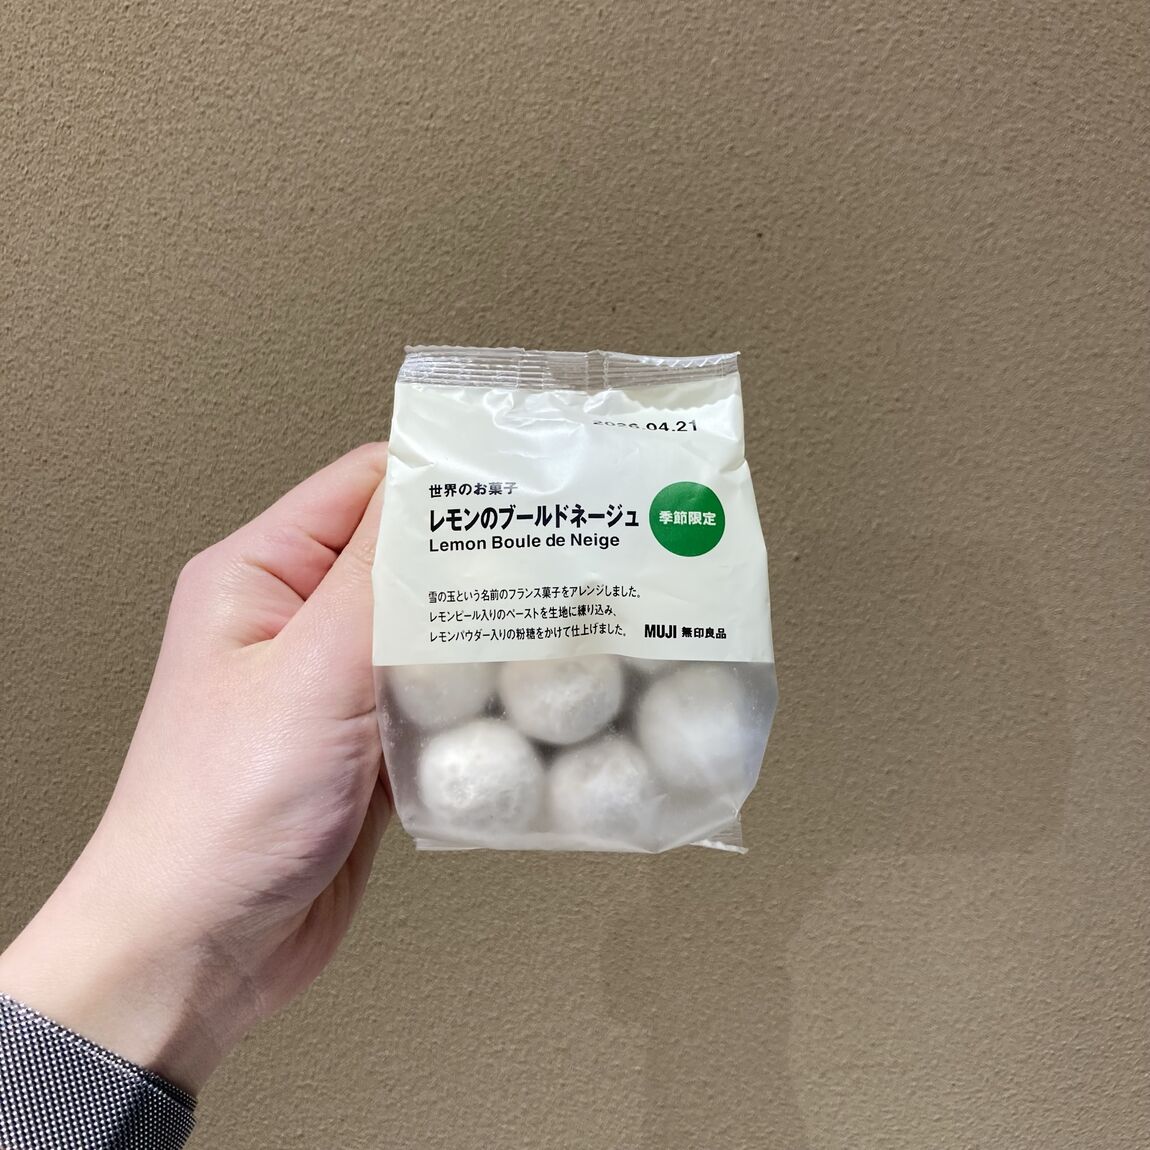 2026.04.21
世界のお菓子
レモンのブールドネージュ
Lemon Boule de Neige
季節限定
雪の玉という名前のフランス菓子をアレンジしました。
レモンピール入りのペーストを生地に練り込み、
レモンパウダー入りの粉糖をかけて仕上げました。
MUJI 無印良品